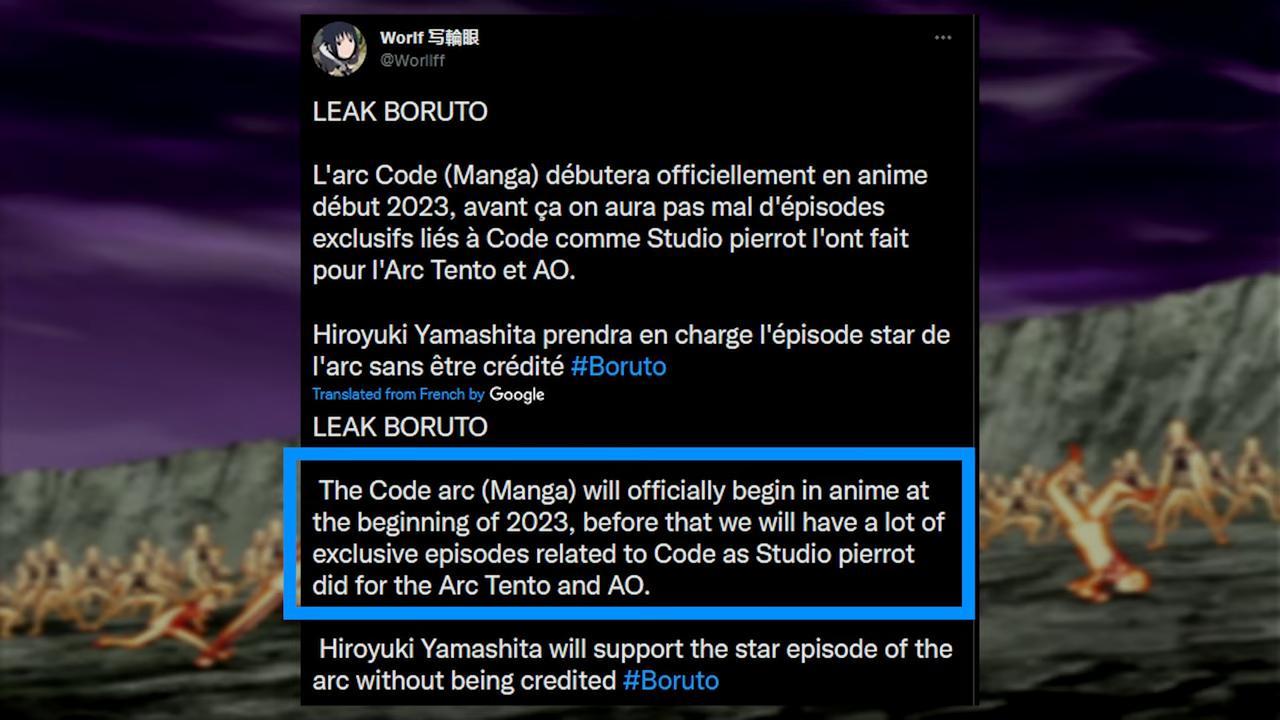 Worlf 写輪眼
@Worliff
LEAK BORUTO
L'arc Code (Manga) débutera officiellement en anime
début 2023, avant ça on aura pas mal d'épisodes
exclusifs liés à Code comme Studio pierrot l'ont fait
pour l'Arc Tento et AO.
Hiroyuki Yamashita prendra en charge l'épisode star de
l'arc sans être crédité #Boruto
Translated from French by Google
LEAK BORUTO
The Code arc (Manga) will officially begin in anime at
the beginning of 2023, before that we will have a lot of
exclusive episodes related to Code as Studio pierrot
did for the Arc Tento and AO.
Hiroyuki Yamashita will support the star episode of the
arc without being credited #Boruto